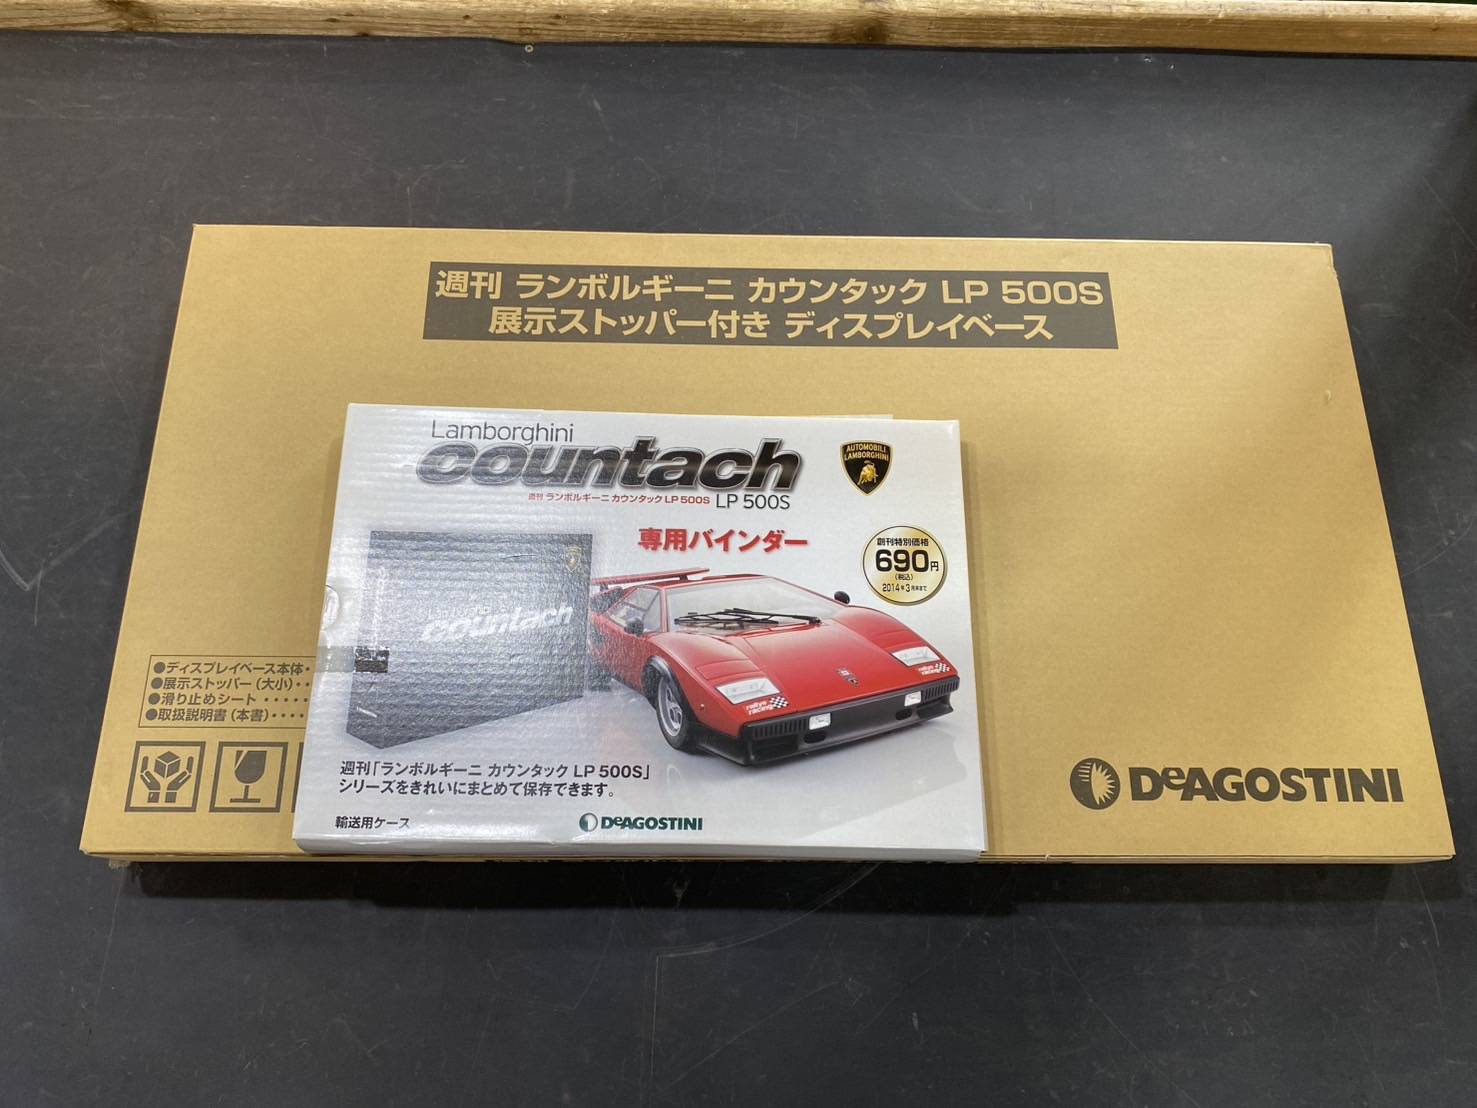 週刊 ランボルギーニ カウンタック LP 500S
展示ストッパー付き ディスプレイベース
Lamborghini
countach
週刊 ランボルギーニ カウンタック LP 500S LP 500S
AUTOMOBILI
LAMBORGHINI
専用バインダー
創刊特別価格
690円
(税込)
2014年3月末まで
countach
rallye
racing
rallye
racing
●ディスプレイベース本体・
●展示ストッパー（大小）・・
●滑り止めシート ・・・・・
●取扱説明書（本書）・・・・
週刊「ランボルギーニ カウンタック LP 500S」
シリーズをきれいにまとめて保存できます。
輸送用ケース
DeAGOSTINI
DeAGOSTINI